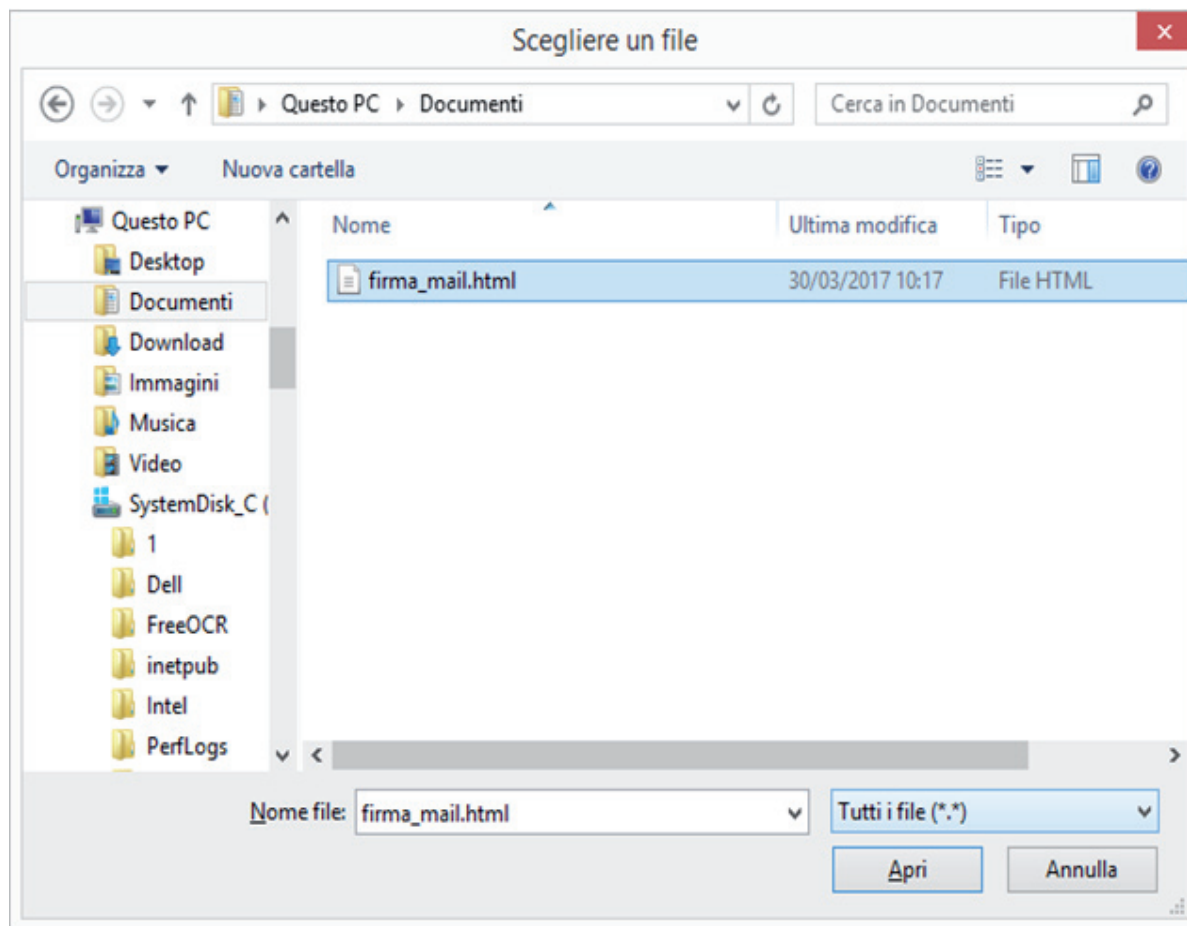 Scegliere un file
Questo PC Documenti
Cerca in Documenti
Organizza
Nuova cartella
Questo PC
Desktop
Documenti
Download
Immagini
Musica
Video
SystemDisk_C (
1
Dell
FreeOCR
inetpub
Intel
PerfLogs
Nome Ultima modifica Tipo
firma_mail.html 30/03/2017 10:17 File HTML
Nome file: firma_mail.html
Tutti i file (*.*)
Apri
Annulla